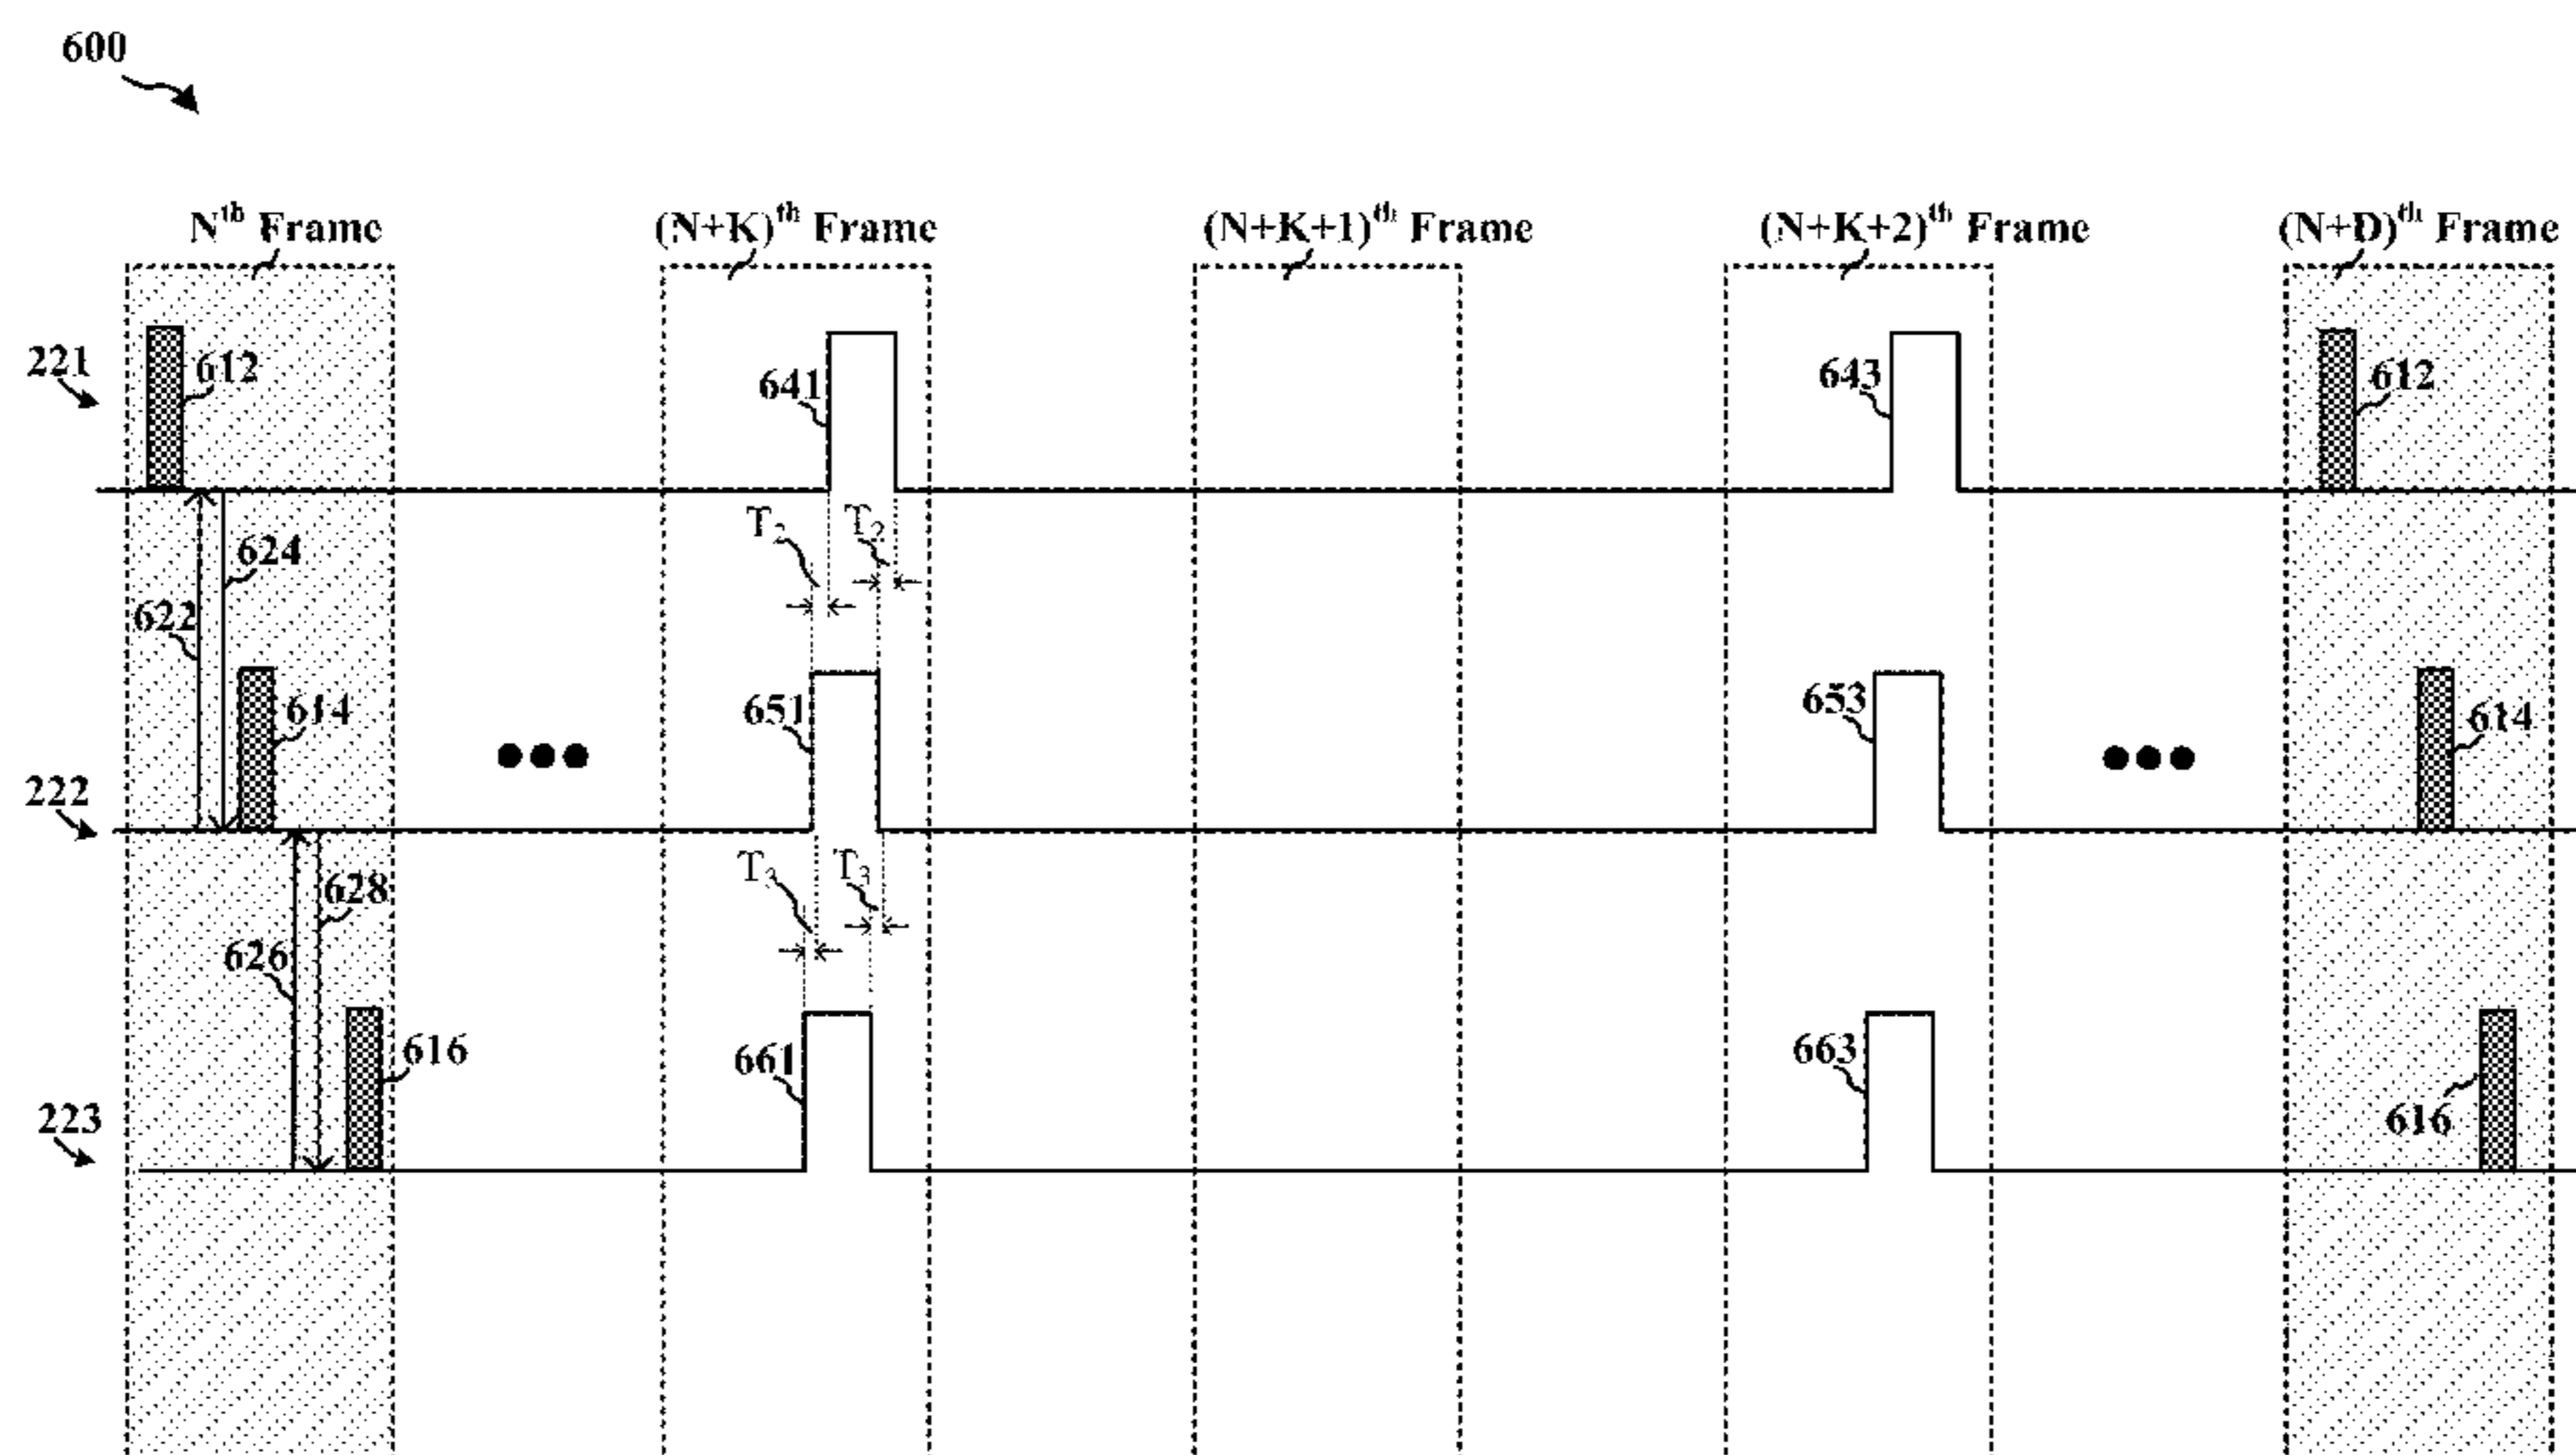 600
Nth Frame
(N+K)th Frame
(N+K+1)th Frame
(N+K+2)th Frame
(N+D)th Frame
221
612
641
643
612
T2
T2
624
622
614
651
653
614
222
T3
T3
628
626
616
661
663
616
223